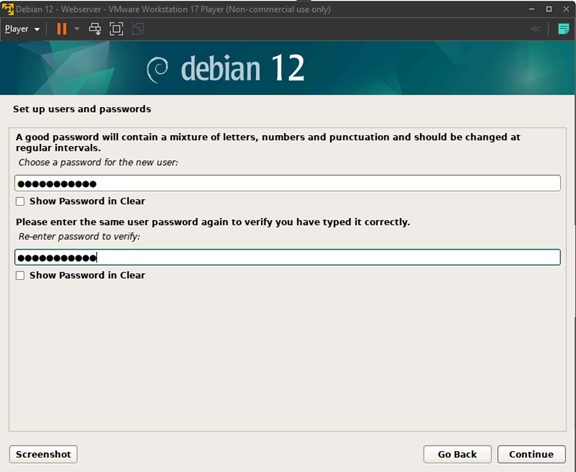 Debian 12 - Webserver - VMware Workstation 17 Player (Non-commercial use only)
Player
debian 12
Set up users and passwords
A good password will contain a mixture of letters, numbers and punctuation and should be changed at
regular intervals.
Choose a password for the new user:
●●●●●●●●●●●
Show Password in Clear
Please enter the same user password again to verify you have typed it correctly.
Re-enter password to verify:
●●●●●●●●●●●
Show Password in Clear
Screenshot
Go Back
Continue